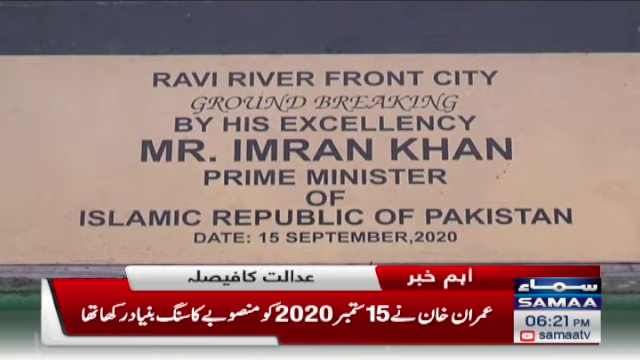 RAVI RIVER FRONT CITY
GROUND BREAKING
BY HIS EXCELLENCY
MR. IMRAN KHAN
PRIME MINISTER
OF
ISLAMIC REPUBLIC OF PAKISTAN
DATE: 15 SEPTEMBER,2020
اہم خبر
عدالت کا فیصلہ
عمران خان نے 15 ستمبر 2020 کو منصوبے کا سنگ بنیاد رکھا تھا
سماء
SAMAA
06:21 PM
samaatv